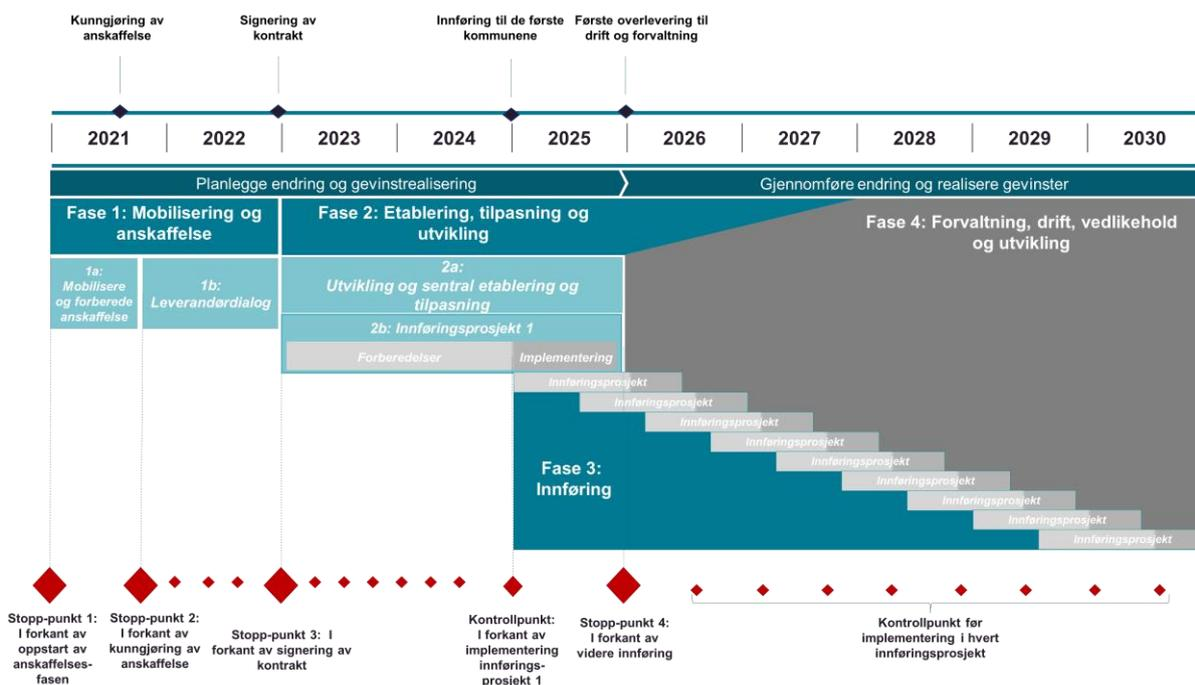 Kunngjøring av
anskaffelse
Signering av
kontrakt
Innføring til de første
kommunene
Første overlevering til
drift og forvaltning
2021
2022
2023
2024
2025
2026
2027
2028
2029
2030
Planlegge endring og gevinstrealisering
Gjennomføre endring og realisere gevinster
Fase 1: Mobilisering og
anskaffelse
Fase 2: Etablering, tilpasning og
utvikling
Fase 4: Forvaltning, drift, vedlikehold
og utvikling
1a:
Mobilisere
og forberede
anskaffelse
1b:
Leverandørdialog
2a:
Utvikling og sentral etablering og
tilpasning
2b: Innføringsprosjekt 1
Forberedelser
Implementering
Innføringsprosjekt
Innføringsprosjekt
Innføringsprosjekt
Innføringsprosjekt
Innføringsprosjekt
Innføringsprosjekt
Innføringsprosjekt
Innføringsprosjekt
Innføringsprosjekt
Fase 3:
Innføring
Stopp-punkt 1:
I forkant av
oppstart av
anskaffelses-
fasen
Stopp-punkt 2:
I forkant av
kunngjøring av
anskaffelse
Stopp-punkt 3: I
forkant av signering av
kontrakt
Kontrollpunkt:
I forkant av
implementering
innførings-
prosjekt 1
Stopp-punkt 4:
I forkant av
videre innføring
Kontrollpunkt før
implementering i hvert
innføringsprosjekt